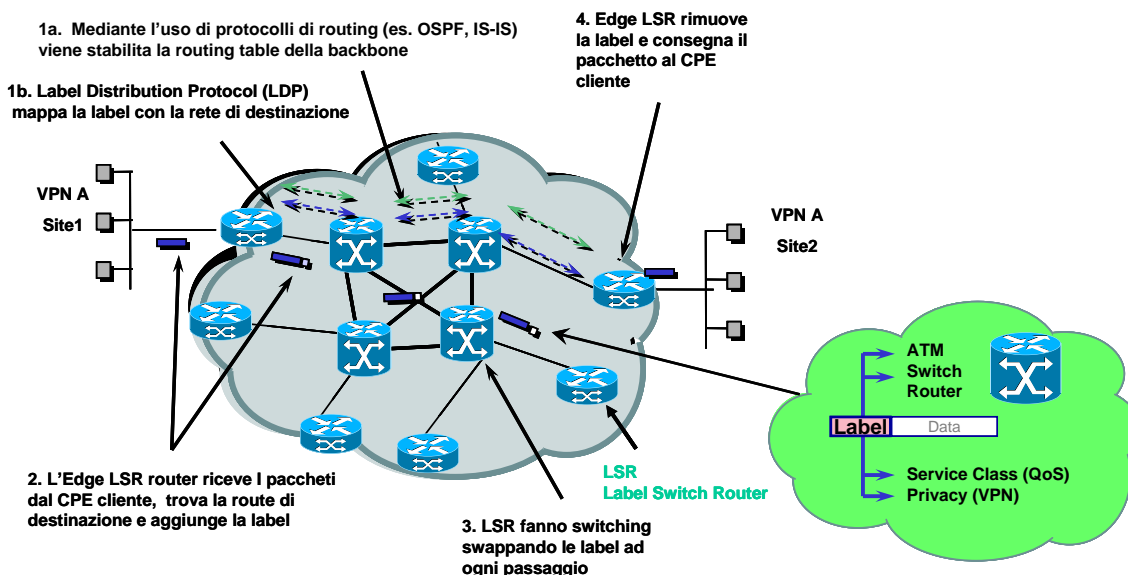 1a.  Mediante l'uso di protocolli di routing (es. OSPF, IS-IS)
viene stabilita la routing table della backbone
4. Edge LSR rimuove
la label e consegna il
pacchetto al CPE
cliente
1b. Label Distribution Protocol (LDP)
mappa la label con la rete di destinazione
VPN A
Site1
VPN A
Site2
ATM
Switch
Router
Label
Data
Service Class (QoS)
Privacy (VPN)
2. L'Edge LSR router riceve I paccheti
dal CPE cliente,  trova la route di
destinazione e aggiunge la label
LSR
Label Switch Router
3. LSR fanno switching
swappando le label ad
ogni passaggio